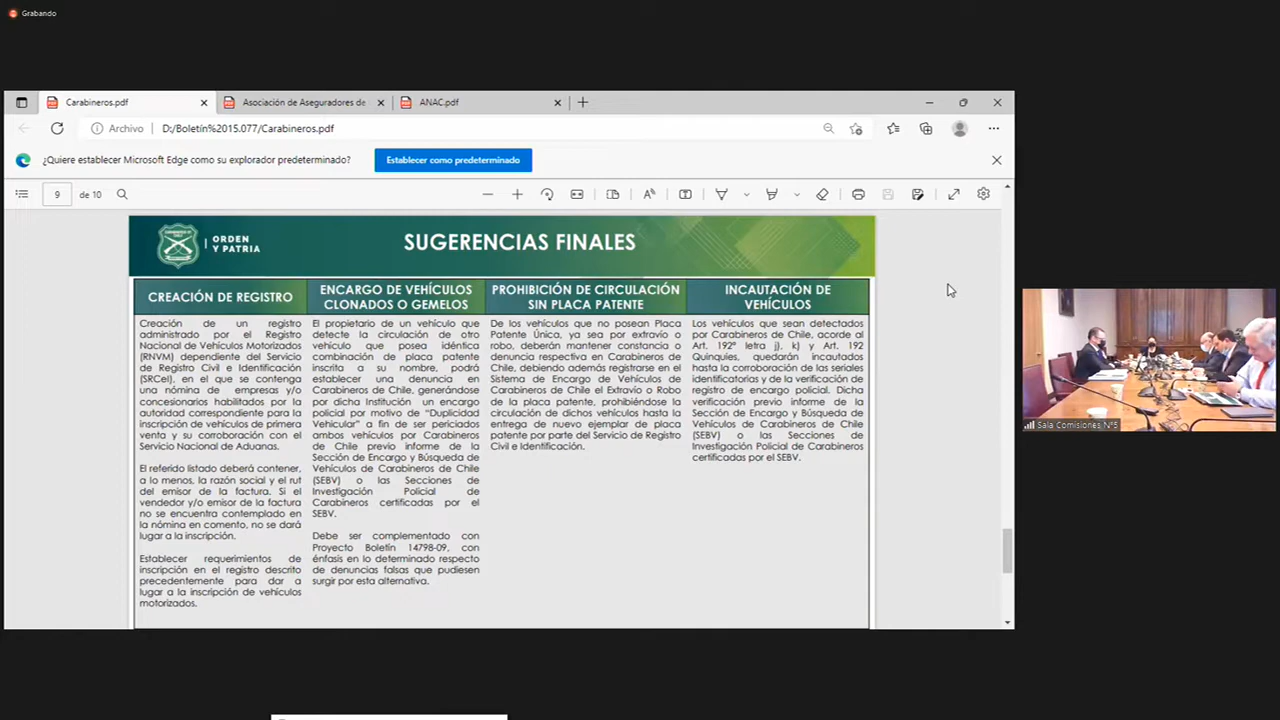 Grabando
Carabineros.pdf
Asociación de Aseguradores de
ANAC.pdf
Archivo
D:/Boletín%2015.077/Carabineros.pdf
¿Quiere establecer Microsoft Edge como su explorador predeterminado?
Establecer como predeterminado
9 de 10
ORDEN
Y PATRIA
SUGERENCIAS FINALES
CREACIÓN DE REGISTRO
Creación de un registro
administrado por el Registro
Nacional de Vehículos Motorizados
(RNVM) dependiente del Servicio
de Registro Civil e Identificación
(SRCeI), en el que se contenga
una nómina de empresas y/o
concesionarios habilitados por la
autoridad correspondiente para la
inscripción de vehículos de primera
venta y su corroboración con el
Servicio Nacional de Aduanas.
El referido listado deberá contener,
a lo menos, la razón social y el rut
del emisor de la factura. Si el
vendedor y/o emisor de la factura
no se encuentra contemplado en
la nómina en comento, no se dará
lugar a la inscripción.
Establecer requerimientos de
inscripción en el registro descrito
precedentemente para dar a
lugar a la inscripción de vehículos
motorizados.
ENCARGO DE VEHÍCULOS
CLONADOS O GEMELOS
El propietario de un vehículo que
detecte la circulación de otro
vehículo que posea idéntica
combinación de placa patente
inscrita a su nombre, podrá
establecer una denuncia en
Carabineros de Chile, generándose
por dicha Institución un encargo
policial por motivo de “Duplicidad
Vehicular” a fin de ser periciados
ambos vehículos por Carabineros
de Chile previo informe de la
Sección de Encargo y Búsqueda de
Vehículos de Carabineros de Chile
(SEBV) o las Secciones de
Investigación Policial de
Carabineros certificadas por el
SEBV.
Debe ser complementado con
Proyecto Boletín 14798-09, con
énfasis en lo determinado respecto
de denuncias falsas que pudiesen
surgir por esta alternativa.
PROHIBICIÓN DE CIRCULACIÓN
SIN PLACA PATENTE
De los vehículos que no posean Placa
Patente Única, ya sea por extravío o
robo, deberán mantener constancia o
denuncia respectiva en Carabineros de
Chile, debiendo además registrarse en el
Sistema de Encargo de Vehículos de
Carabineros de Chile el Extravío o Robo
de la placa patente, prohibiéndose la
circulación de dichos vehículos hasta la
entrega de nuevo ejemplar de placa
patente por parte del Servicio de Registro
Civil e Identificación.
INCAUTACIÓN DE
VEHÍCULOS
Los vehículos que sean detectados
por Carabineros de Chile, acorde al
Art. 192° letra j), k) y Art. 192
Quinquies, quedarán incautados
hasta la corroboración de las seriales
identificatorias y de la verificación de
registro de encargo policial. Dicha
verificación previo informe de la
Sección de Encargo y Búsqueda de
Vehículos de Carabineros de Chile
(SEBV) o las Secciones de
Investigación Policial de Carabineros
certificadas por el SEBV.
Sala Comisiones N°5